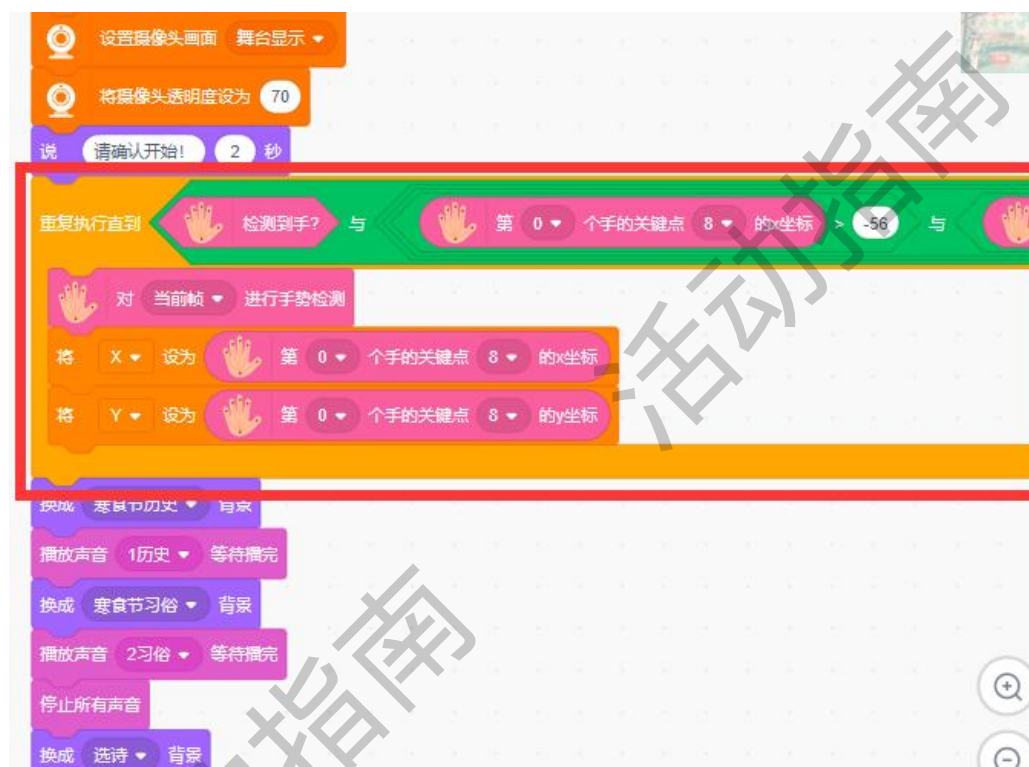 设置摄像头画面 舞台显示
将摄像头透明度设为 70
说 请确认开始! 2 秒
重复执行直到 检测到手? 与 第 0 个手的关键点 8 的x坐标 > -56 与
对 当前帧 进行手势检测
将 X 设为 第 0 个手的关键点 8 的x坐标
将 Y 设为 第 0 个手的关键点 8 的y坐标
换成 寒食节历史 背景
播放声音 1历史 等待播完
换成 寒食节习俗 背景
播放声音 2习俗 等待播完
停止所有声音
换成 选诗 背景
活动指南
指南